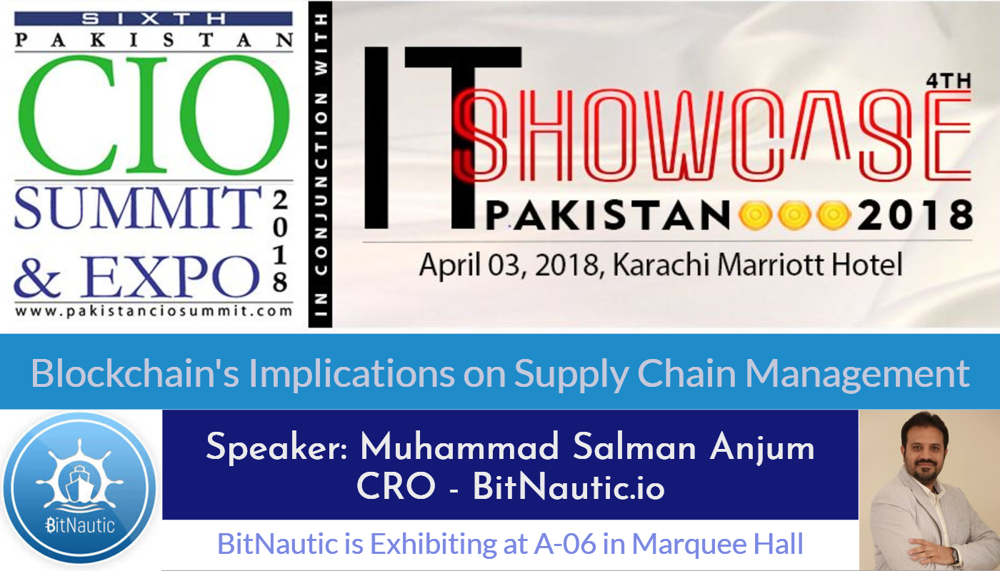 SIXTH
PAKISTAN
CIO
SUMMIT
& EXPO
2018
www.pakistanciosummit.com
IN CONJUNCTION WITH
IT
4TH
SHOWCASE
PAKISTAN 2018
April 03, 2018, Karachi Marriott Hotel
Blockchain's Implications on Supply Chain Management
BitNautic
Speaker: Muhammad Salman Anjum
CRO - BitNautic.io
BitNautic is Exhibiting at A-06 in Marquee Hall